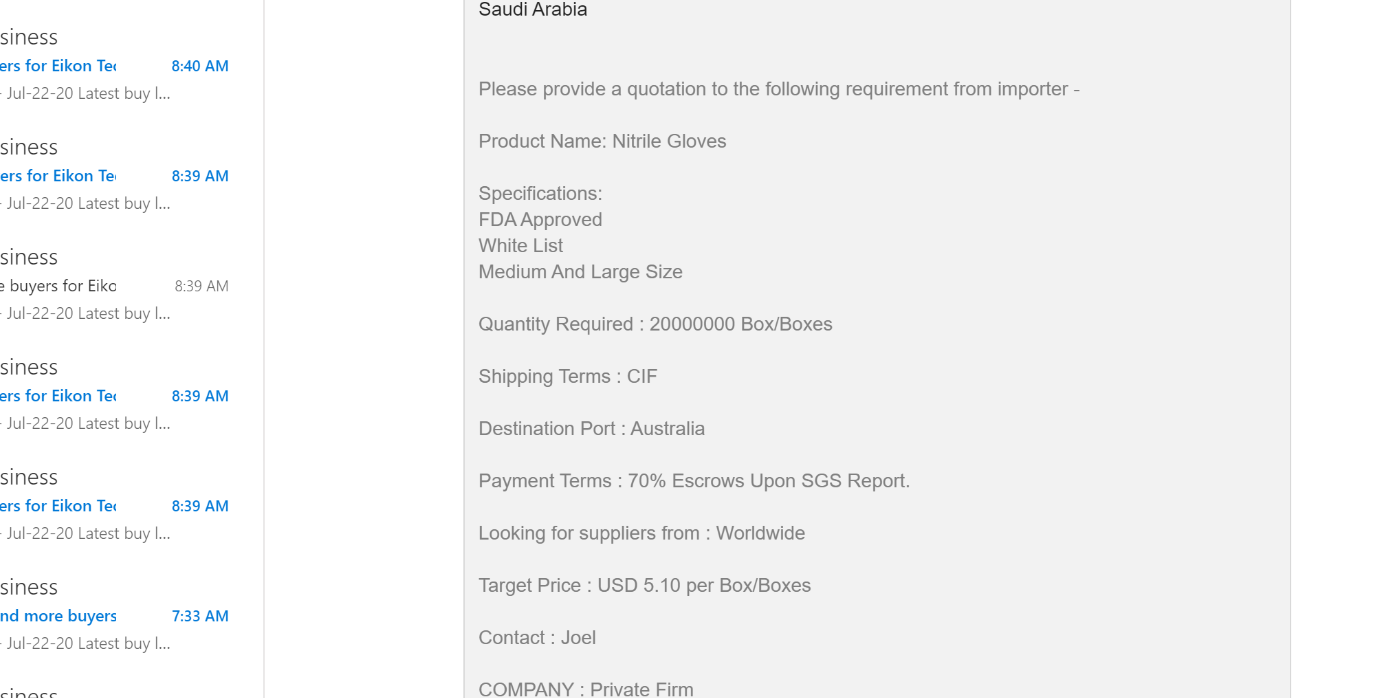 siness
ers for Eikon Tec
8:40 AM
- Jul-22-20 Latest buy l...
siness
ers for Eikon Te
8:39 AM
- Jul-22-20 Latest buy l...
siness
e buyers for Eiko
8:39 AM
- Jul-22-20 Latest buy l...
siness
ers for Eikon Tec
8:39 AM
- Jul-22-20 Latest buy l...
siness
ers for Eikon Tec
8:39 AM
- Jul-22-20 Latest buy l...
siness
nd more buyers
7:33 AM
- Jul-22-20 Latest buy l...
siness
Saudi Arabia
Please provide a quotation to the following requirement from importer -
Product Name: Nitrile Gloves
Specifications:
FDA Approved
White List
Medium And Large Size
Quantity Required : 20000000 Box/Boxes
Shipping Terms : CIF
Destination Port : Australia
Payment Terms : 70% Escrows Upon SGS Report.
Looking for suppliers from : Worldwide
Target Price : USD 5.10 per Box/Boxes
Contact : Joel
COMPANY : Private Firm